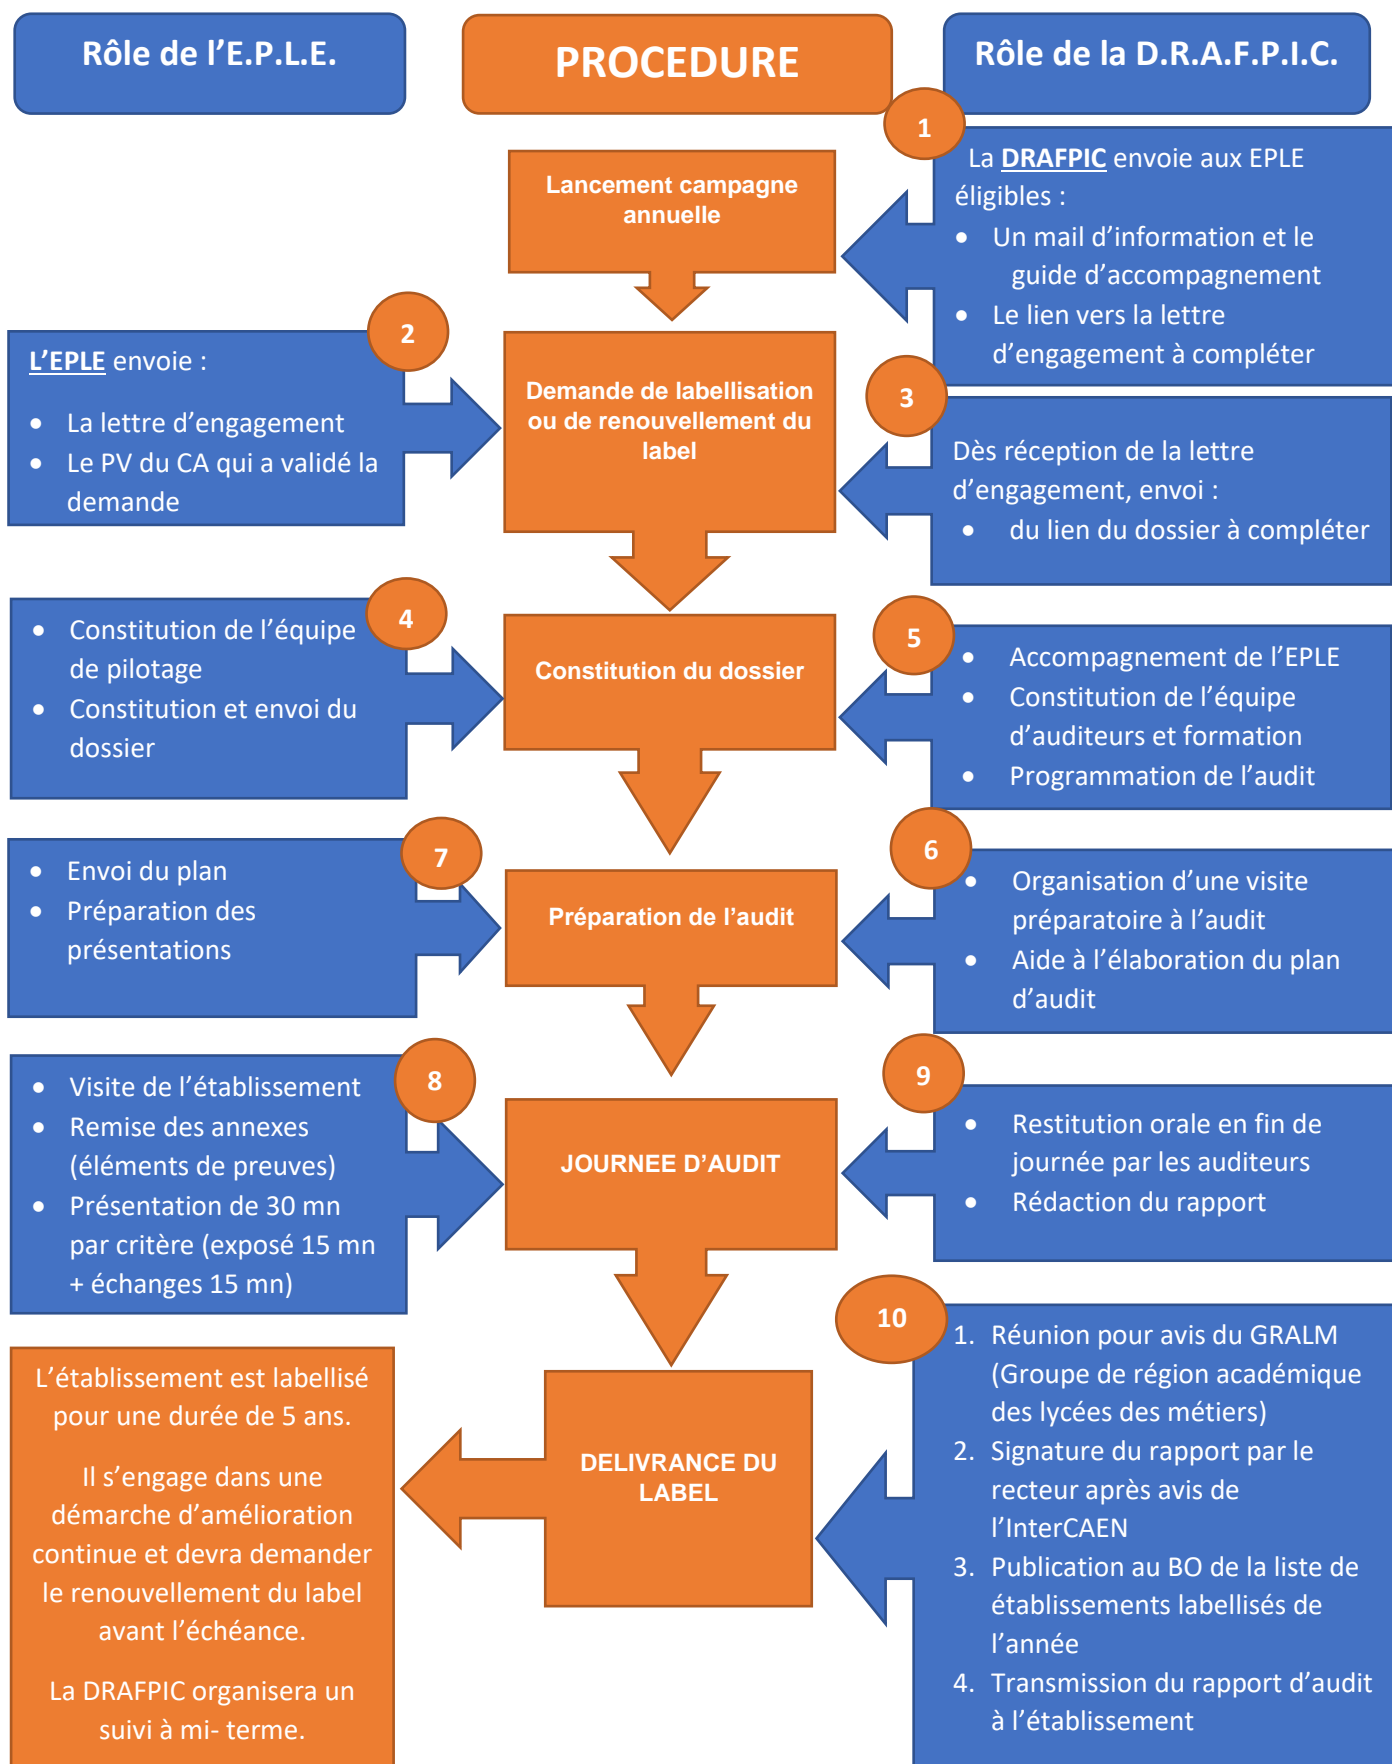 Rôle de l’E.P.L.E.
PROCEDURE
Rôle de la D.R.A.F.P.I.C.
1
Lancement campagne
annuelle
La DRAFPIC envoie aux EPLE
éligibles :
• Un mail d’information et le
guide d’accompagnement
• Le lien vers la lettre
d’engagement à compléter
2
L’EPLE envoie :
• La lettre d’engagement
• Le PV du CA qui a validé la
demande
Demande de labellisation
ou de renouvellement du
label
3
Dès réception de la lettre
d’engagement, envoi :
• du lien du dossier à compléter
4
• Constitution de l’équipe
de pilotage
• Constitution et envoi du
dossier
Constitution du dossier
5
• Accompagnement de l’EPLE
• Constitution de l’équipe
d’auditeurs et formation
• Programmation de l’audit
7
• Envoi du plan
• Préparation des
présentations
Préparation de l’audit
6
• Organisation d’une visite
préparatoire à l’audit
• Aide à l’élaboration du plan
d’audit
8
• Visite de l’établissement
• Remise des annexes
(éléments de preuves)
• Présentation de 30 mn
par critère (exposé 15 mn
+ échanges 15 mn)
JOURNEE D’AUDIT
9
• Restitution orale en fin de
journée par les auditeurs
• Rédaction du rapport
L’établissement est labellisé
pour une durée de 5 ans.
Il s’engage dans une
démarche d’amélioration
continue et devra demander
le renouvellement du label
avant l’échéance.
La DRAFPIC organisera un
suivi à mi- terme.
DELIVRANCE DU
LABEL
10
1. Réunion pour avis du GRALM
(Groupe de région académique
des lycées des métiers)
2. Signature du rapport par le
recteur après avis de
l’InterCAEN
3. Publication au BO de la liste de
établissements labellisés de
l’année
4. Transmission du rapport d’audit
à l’établissement